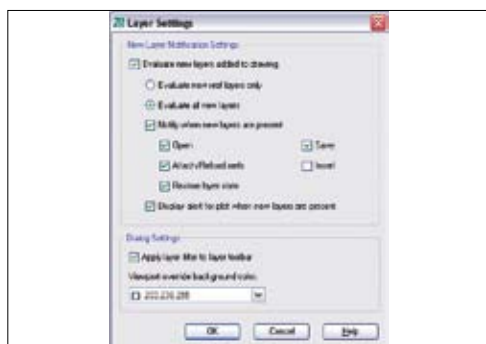 Layer Settings
New Layer Notification Settings
Evaluate new layers added to drawing
Evaluate new xref layers only
Evaluate all new layers
Notify when new layers are present
Open
Save
Attach/Reload xrefs
Insert
Restore layer state
Display alert for plot when new layers are present
Dialog Settings
Apply layer filter to layer toolbar
Viewport override background color:
OK
Cancel
Help